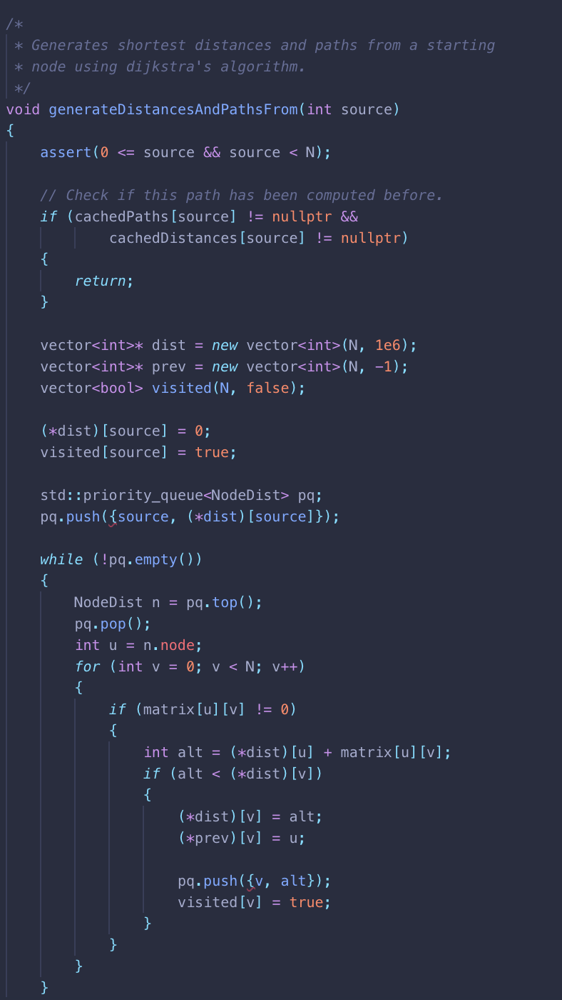 /*
 * Generates shortest distances and paths from a starting
 * node using dijkstra's algorithm.
 */
void generateDistancesAndPathsFrom(int source)
{
    assert(0 <= source && source < N);

    // Check if this path has been computed before.
    if (cachedPaths[source] != nullptr &&
            cachedDistances[source] != nullptr)
    {
        return;
    }

    vector<int>* dist = new vector<int>(N, 1e6);
    vector<int>* prev = new vector<int>(N, -1);
    vector<bool> visited(N, false);

    (*dist)[source] = 0;
    visited[source] = true;

    std::priority_queue<NodeDist> pq;
    pq.push({source, (*dist)[source]});

    while (!pq.empty())
    {
        NodeDist n = pq.top();
        pq.pop();
        int u = n.node;
        for (int v = 0; v < N; v++)
        {
            if (matrix[u][v] != 0)
            {
                int alt = (*dist)[u] + matrix[u][v];
                if (alt < (*dist)[v])
                {
                    (*dist)[v] = alt;
                    (*prev)[v] = u;

                    pq.push({v, alt});
                    visited[v] = true;
                }
            }
        }
    }